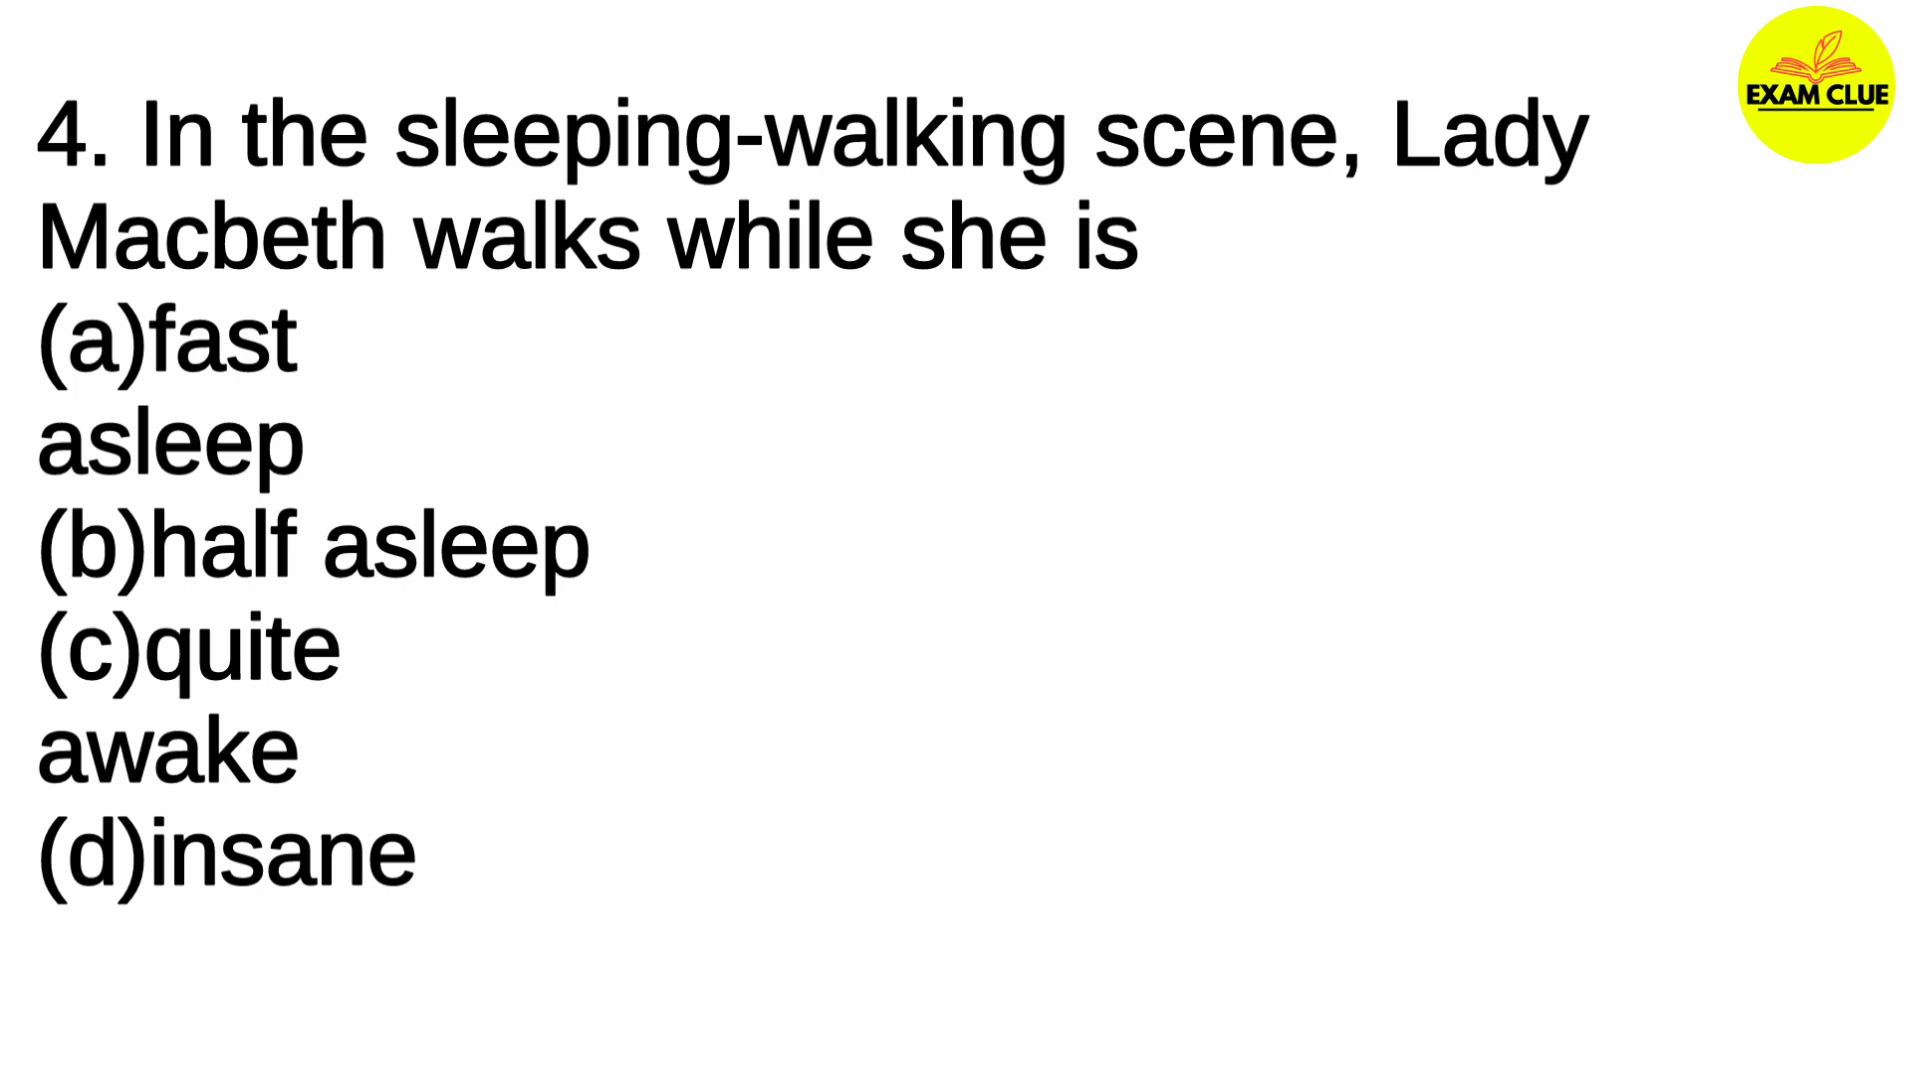 EXAM CLUE
4. In the sleeping-walking scene, Lady
Macbeth walks while she is
(a)fast
asleep
(b)half asleep
(c)quite
awake
(d)insane